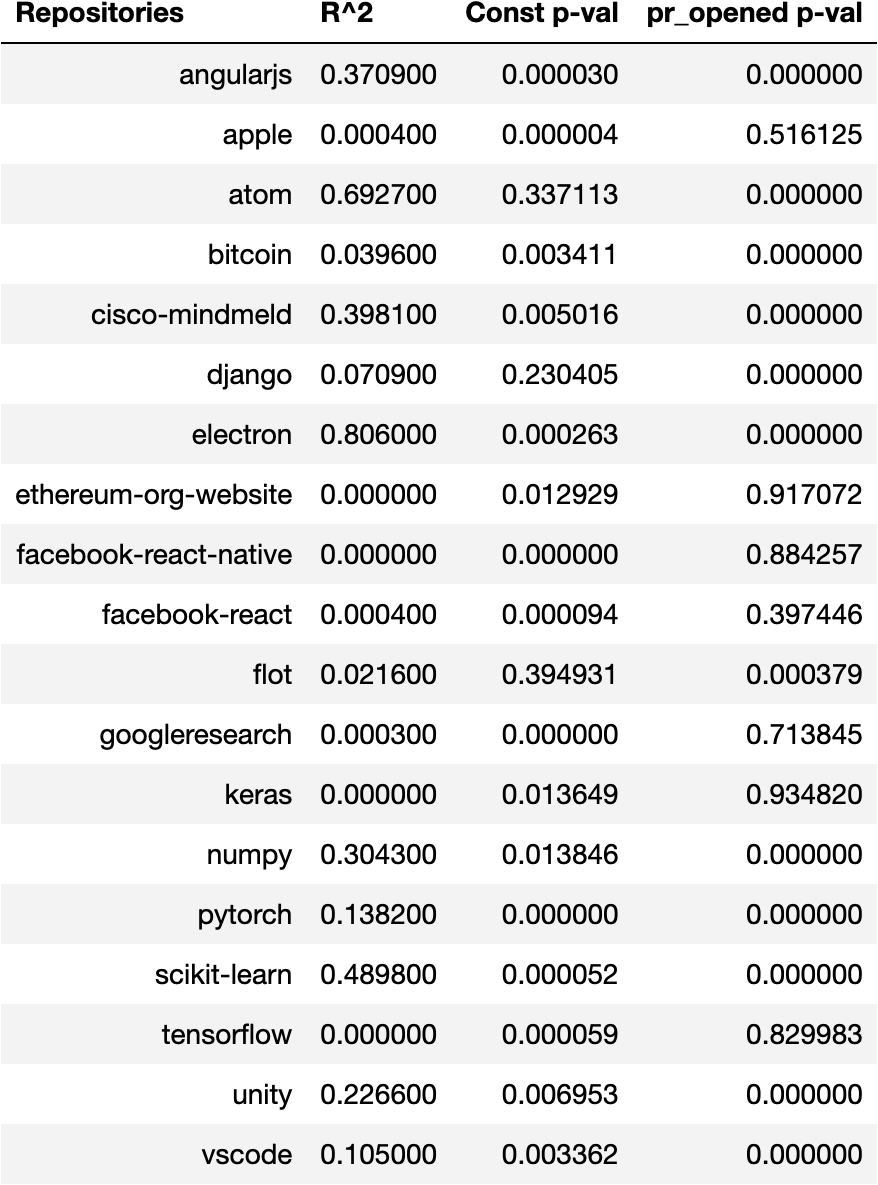 Repositories R^2 Const p-val pr_opened p-val
angularjs 0.370900 0.000030 0.000000
apple 0.000400 0.000004 0.516125
atom 0.692700 0.337113 0.000000
bitcoin 0.039600 0.003411 0.000000
cisco-mindmeld 0.398100 0.005016 0.000000
django 0.070900 0.230405 0.000000
electron 0.806000 0.000263 0.000000
ethereum-org-website 0.000000 0.012929 0.917072
facebook-react-native 0.000000 0.000000 0.884257
facebook-react 0.000400 0.000094 0.397446
flot 0.021600 0.394931 0.000379
googleresearch 0.000300 0.000000 0.713845
keras 0.000000 0.013649 0.934820
numpy 0.304300 0.013846 0.000000
pytorch 0.138200 0.000000 0.000000
scikit-learn 0.489800 0.000052 0.000000
tensorflow 0.000000 0.000059 0.829983
unity 0.226600 0.006953 0.000000
vscode 0.105000 0.003362 0.000000